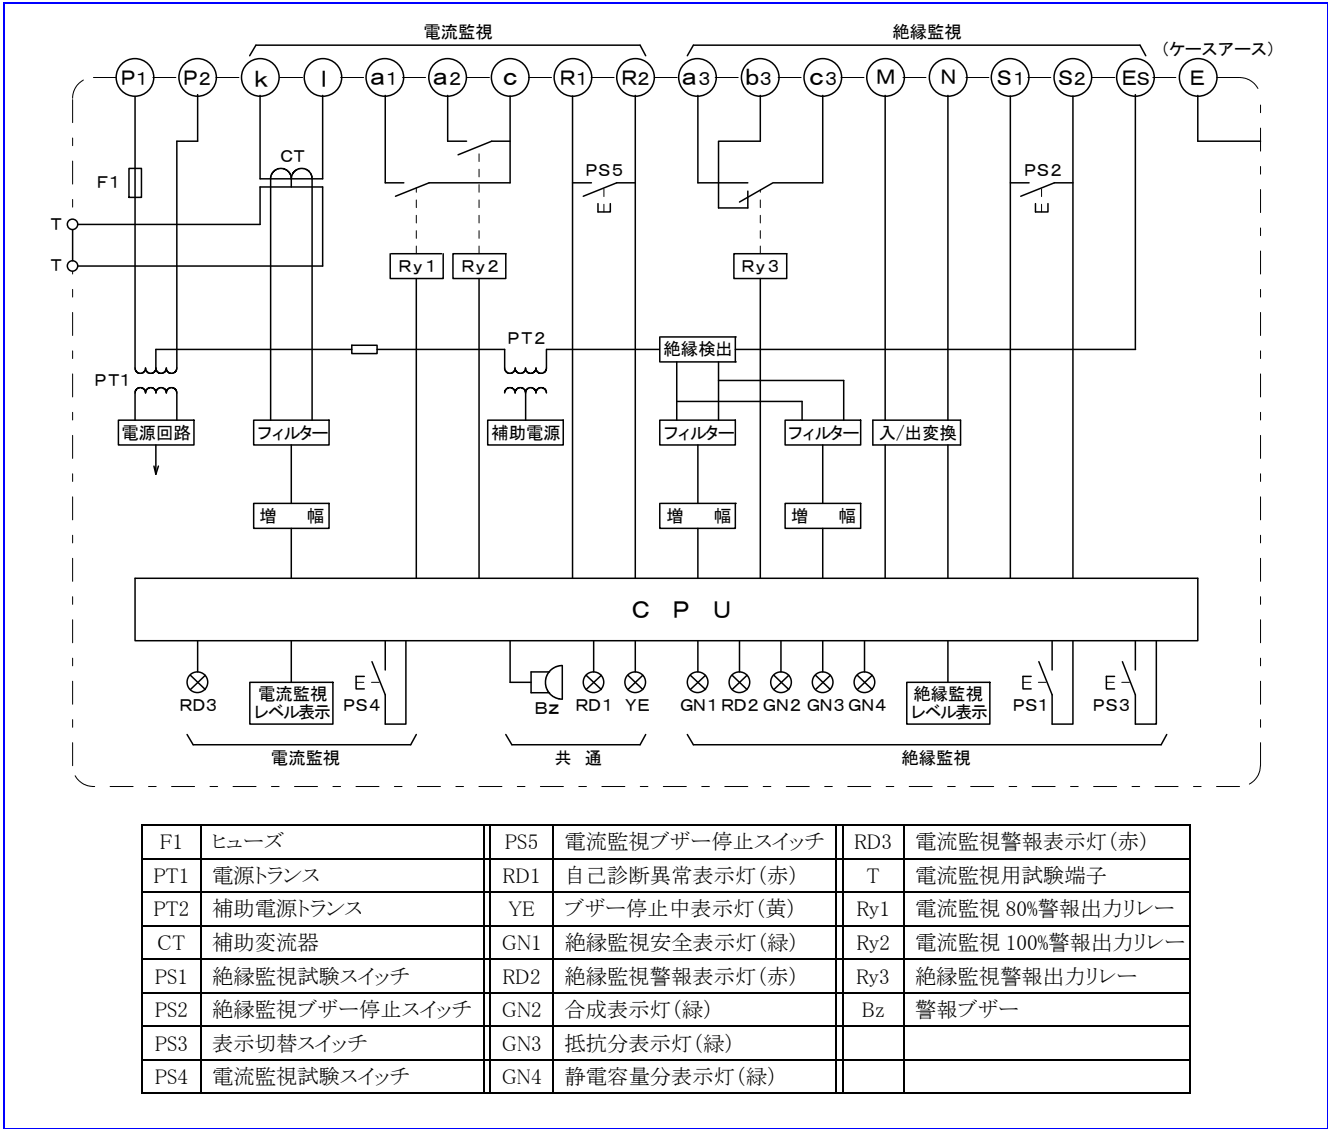 電流監視
絶縁監視
(ケースアース)
P1 P2 k l a1 a2 c R1 R2 a3 b3 c3 M N S1 S2 Es E
CT
PS5
PS2
F1
T
T
Ry1 Ry2 Ry3
PT2
絶縁検出
PT1
電源回路 フィルター 補助電源 フィルター フィルター 入/出変換
増 幅 増 幅 増 幅
C P U
RD3
電流監視
レベル表示
E
PS4
Bz
RD1 YE
GN1 RD2 GN2 GN3 GN4
絶縁監視
レベル表示
E
PS1
E
PS3
電流監視
共 通
絶縁監視
F1 ヒューズ PS5 電流監視ブザー停止スイッチ RD3 電流監視警報表示灯(赤)
PT1 電源トランス RD1 自己診断異常表示灯(赤) T 電流監視用試験端子
PT2 補助電源トランス YE ブザー停止中表示灯(黄) Ry1 電流監視 80%警報出力リレー
CT 補助変流器 GN1 絶縁監視安全表示灯(緑) Ry2 電流監視 100%警報出力リレー
PS1 絶縁監視試験スイッチ RD2 絶縁監視警報表示灯(赤) Ry3 絶縁監視警報出力リレー
PS2 絶縁監視ブザー停止スイッチ GN2 合成表示灯(緑) Bz 警報ブザー
PS3 表示切替スイッチ GN3 抵抗分表示灯(緑)
PS4 電流監視試験スイッチ GN4 静電容量分表示灯(緑)